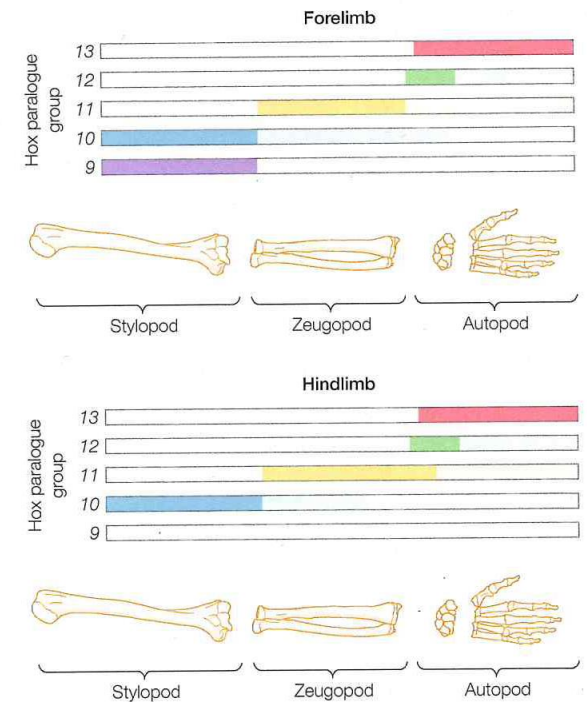 Forelimb
Hox paralogue
group
13
12
11
10
9
Stylopod
Zeugopod
Autopod
Hindlimb
Hox paralogue
group
13
12
11
10
9
Stylopod
Zeugopod
Autopod